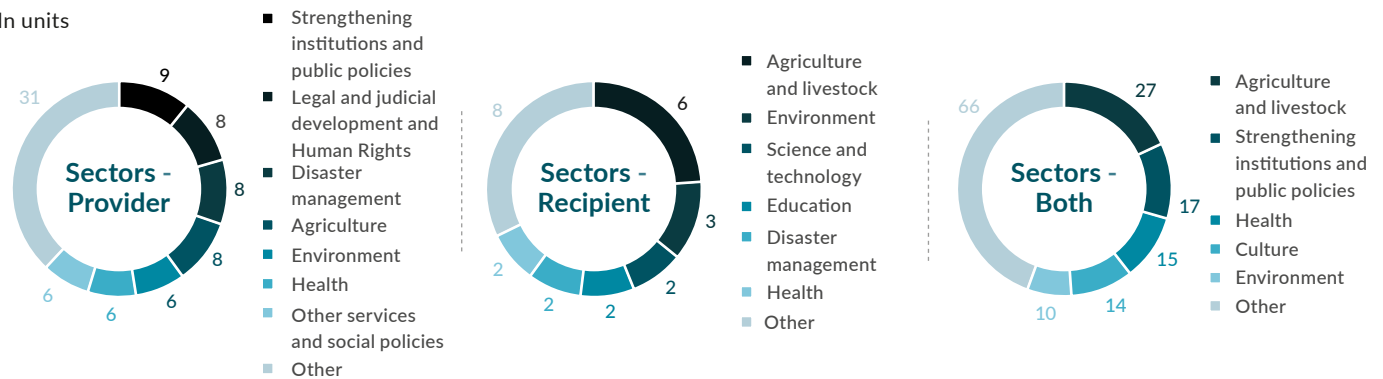 In units
9
8
8
8
6
6
6
31
Sectors -
Provider
Strengthening
institutions and
public policies
Legal and judicial
development and
Human Rights
Disaster
management
Agriculture
Environment
Health
Other services
and social policies
Other
6
3
2
2
2
2
8
Sectors -
Recipient
Agriculture
and livestock
Environment
Science and
technology
Education
Disaster
management
Health
Other
27
17
15
14
10
66
Sectors -
Both
Agriculture
and livestock
Strengthening
institutions and
public policies
Health
Culture
Environment
Other